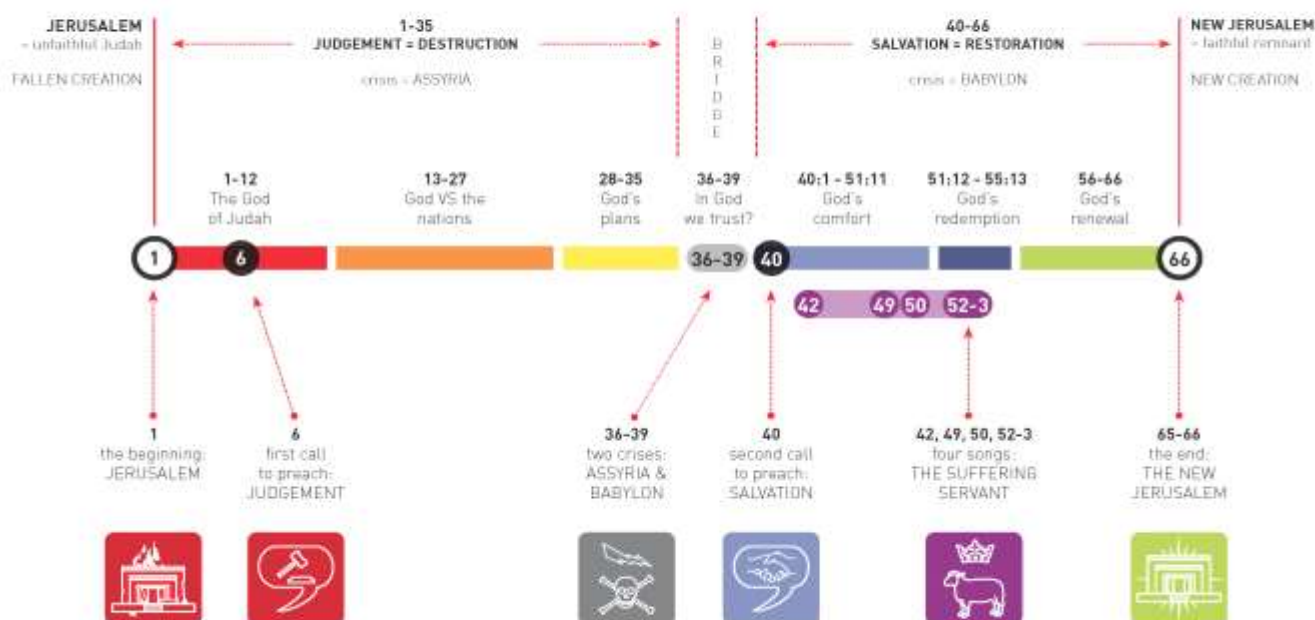 JERUSALEM
= unfaithful Judah
FALLEN CREATION
1-35
JUDGEMENT = DESTRUCTION
crisis = ASSYRIA
BRIDBE
40-66
SALVATION = RESTORATION
crisis = BABYLON
NEW JERUSALEM
= faithful remnant
NEW CREATION
1-12
The God
of Judah
13-27
God VS the
nations
28-35
God's
plans
36-39
In God
we trust?
40:1 - 51:11
God's
comfort
51:12 - 55:13
God's
redemption
56-66
God's
renewal
1
6
36-39
40
66
42
49
50
52-3
1
the beginning:
JERUSALEM
6
first call
to preach:
JUDGEMENT
36-39
two crises:
ASSYRIA &
BABYLON
40
second call
to preach:
SALVATION
42, 49, 50, 52-3
four songs:
THE SUFFERING
SERVANT
65-66
the end:
THE NEW
JERUSALEM